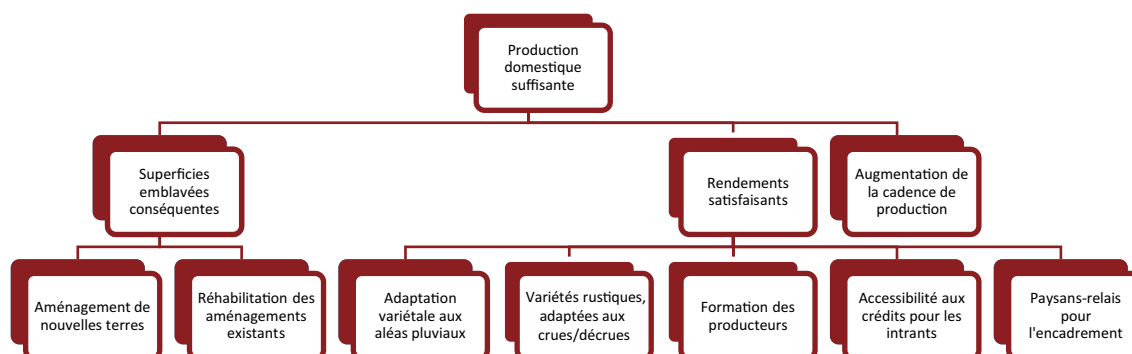 Production
domestique
suffisante
Superficies
emblavées
conséquentes
Rendements
satisfaisants
Augmentation de
la cadence de
production
Aménagement de
nouvelles terres
Réhabilitation des
aménagements
existants
Adaptation
variétale aux
aléas pluviaux
Variétés rustiques,
adaptées aux
crues/décrues
Formation des
producteurs
Accessibilité aux
crédits pour les
intrants
Paysans-relais
pour
l'encadrement